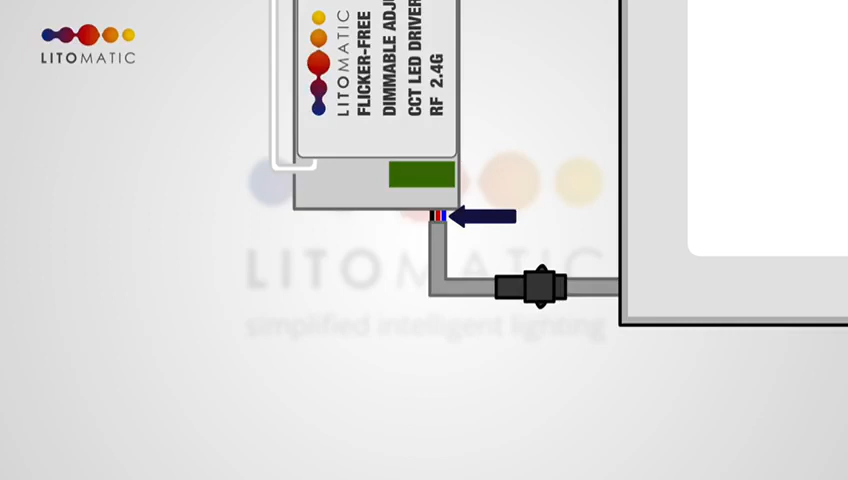 LITOMATIC
LITOMATIC
FLICKER-FREE
DIMMABLE ADJ
CCT LED DRIVER
RF 2.4G
LITOMATIC
simplified intelligent lighting